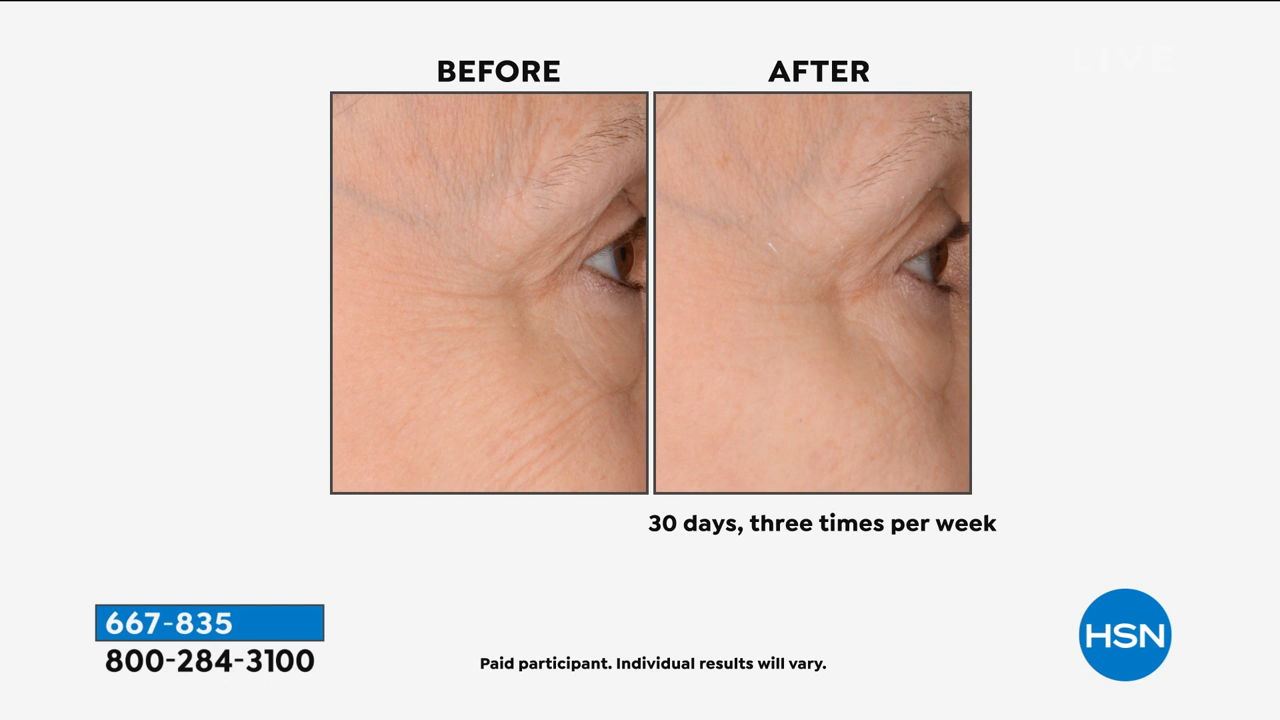 LIVE
BEFORE
AFTER
30 days, three times per week
667-835
800-284-3100
Paid participant. Individual results will vary.
HSN